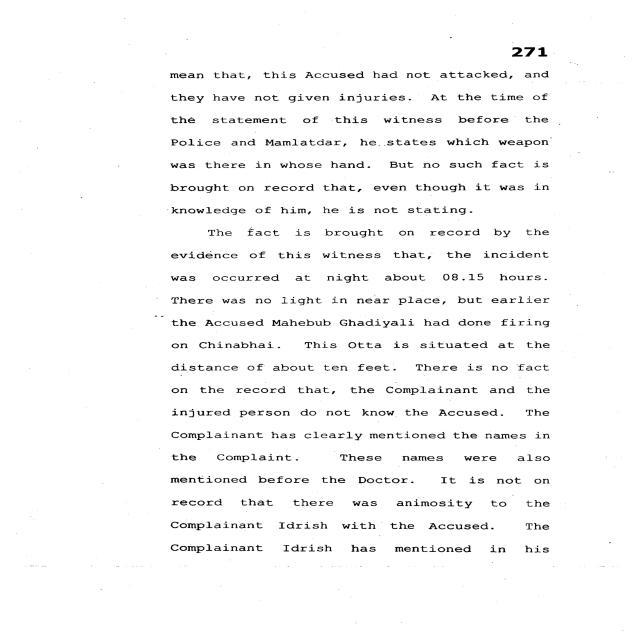 271
mean that, this Accused had not attacked, and
they have not given injuries. At the time of
the statement of this witness before the
Police and Mamlatdar, he states which weapon
was there in whose hand. But no such fact is
brought on record that, even though it was in
knowledge of him, he is not stating.
The fact is brought on record by the
evidence of this witness that, the incident
was occurred at night about 08.15 hours.
There was no light in near place, but earlier
the Accused Mahebub Ghadiyali had done firing
on Chinabhai. This Otta is situated at the
distance of about ten feet. There is no fact
on the record that, the Complainant and the
injured person do not know the Accused. The
Complainant has clearly mentioned the names in
the Complaint. These names were also
mentioned before the Doctor. It is not on
record that there was animosity to the
Complainant Idrish with the Accused. The
Complainant Idrish has mentioned in his